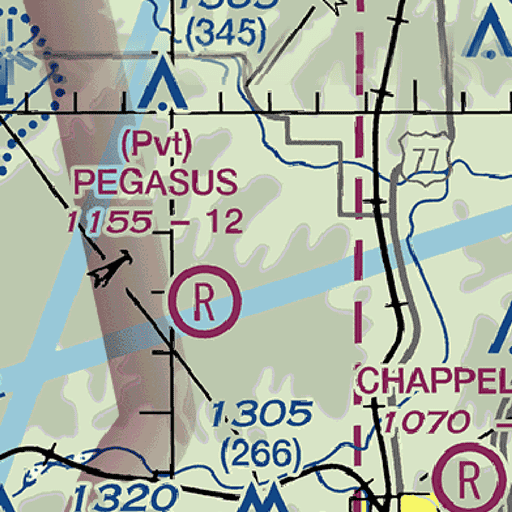 (345)
77
(Pvt)
PEGASUS
1155 - 12
R
CHAPPEL
1305
1070 -
(266)
R
1320